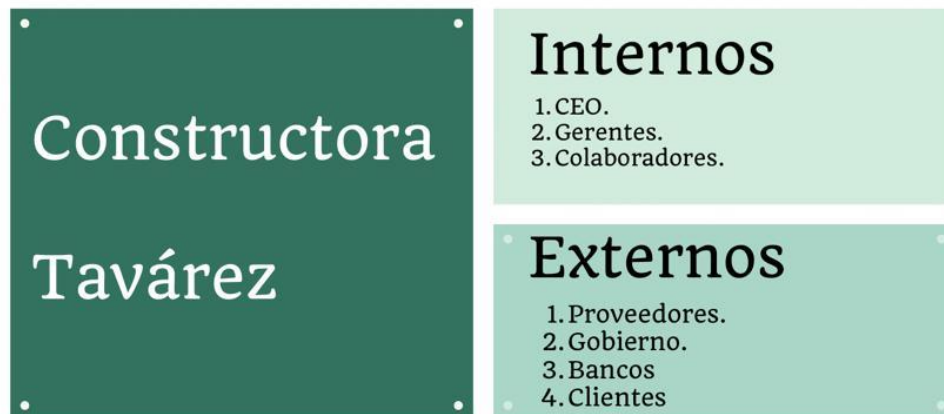 Constructora
Tavárez
Internos
1. CEO.
2. Gerentes.
3. Colaboradores.
Externos
1. Proveedores.
2. Gobierno.
3. Bancos
4. Clientes